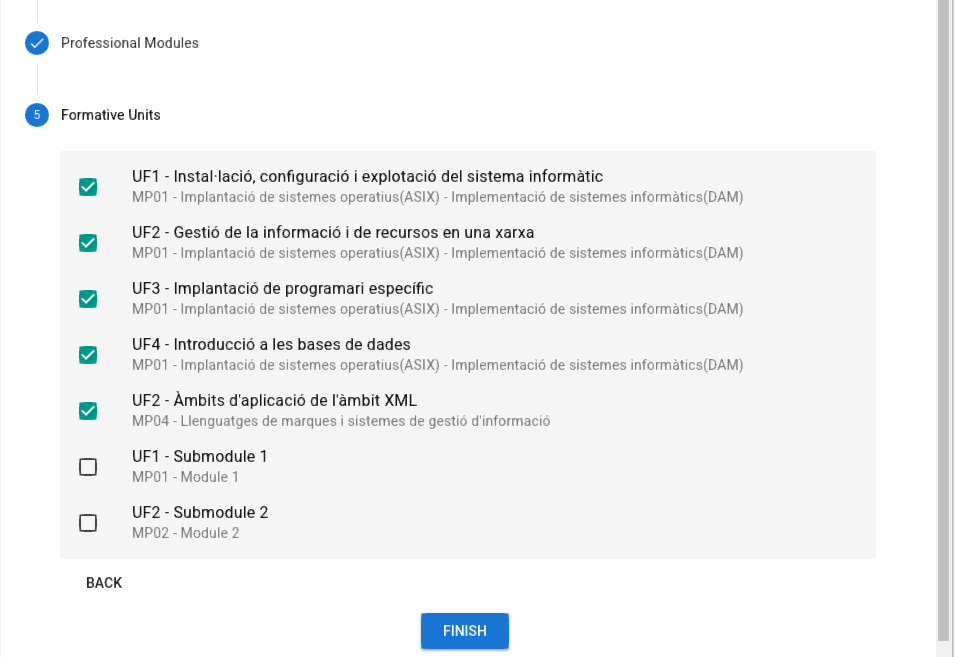 Professional Modules
5 Formative Units
UF1 - Instal·lació, configuració i explotació del sistema informàtic
MP01 - Implantació de sistemes operatius(ASIX) - Implementació de sistemes informàtics(DAM)
UF2 - Gestió de la informació i de recursos en una xarxa
MP01 - Implantació de sistemes operatius(ASIX) - Implementació de sistemes informàtics(DAM)
UF3 - Implantació de programari específic
MP01 - Implantació de sistemes operatius(ASIX) - Implementació de sistemes informàtics(DAM)
UF4 - Introducció a les bases de dades
MP01 - Implantació de sistemes operatius(ASIX) - Implementació de sistemes informàtics(DAM)
UF2 - Àmbits d'aplicació de l'àmbit XML
MP04 - Llenguatges de marques i sistemes de gestió d'informació
UF1 - Submodule 1
MP01 - Module 1
UF2 - Submodule 2
MP02 - Module 2
BACK
FINISH